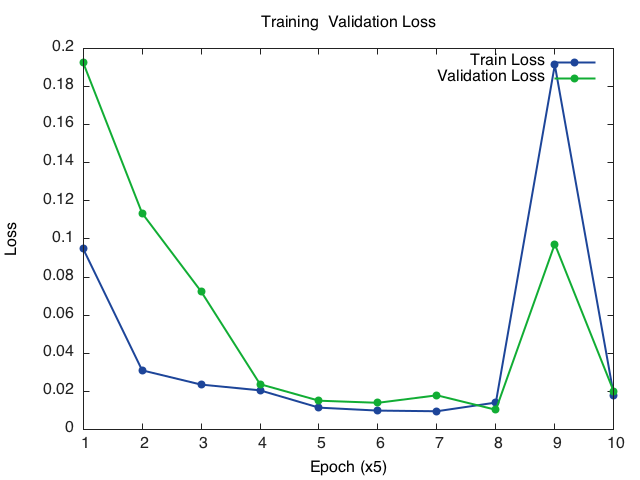 Training  Validation Loss
Train Loss
Validation Loss
0.2
0.18
0.16
0.14
0.12
0.1
0.08
0.06
0.04
0.02
0
Loss
1 2 3 4 5 6 7 8 9 10
Epoch (x5)